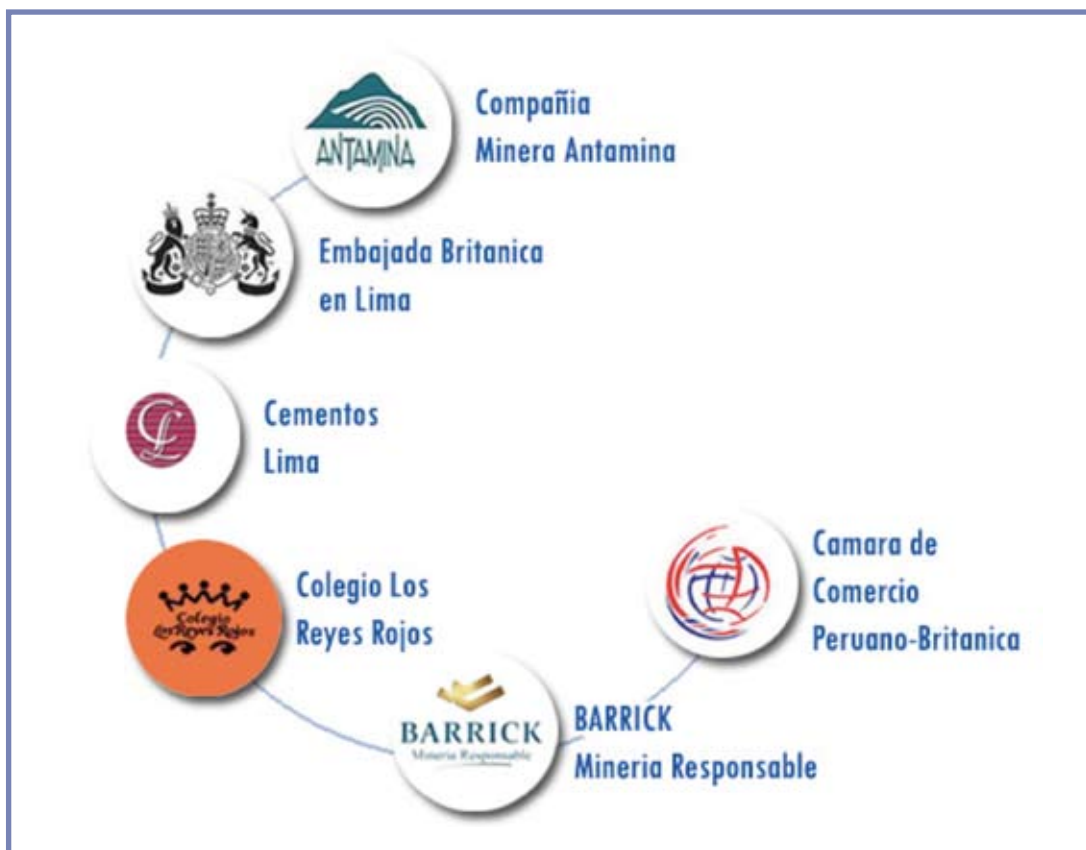 ANTAMINA
Compañia
Minera Antamina
Embajada Britanica
en Lima
CL
Cementos
Lima
Colegio
Los Reyes Rojos
Colegio Los
Reyes Rojos
BARRICK
Mineria Responsable
BARRICK
Mineria Responsable
Camara de
Comercio
Peruano-Britanica